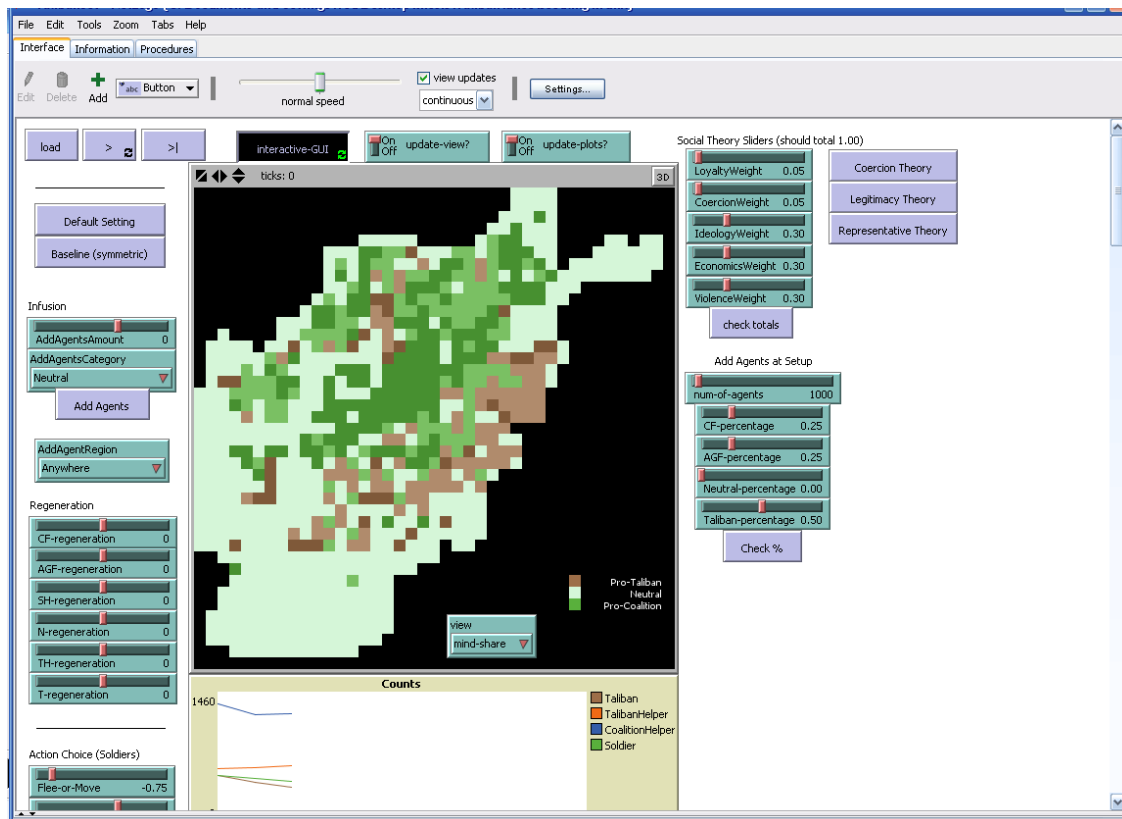 File Edit Tools Zoom Tabs Help
Interface Information Procedures
Edit Delete Add abc Button normal speed view updates continuous Settings...
load > >| interactive-GUI On Off update-view? On Off update-plots?
ticks: 0 3D
Default Setting
Baseline (symmetric)
Infusion
AddAgentsAmount 0
AddAgentsCategory
Neutral
Add Agents
AddAgentRegion
Anywhere
Regeneration
CF-regeneration 0
AGF-regeneration 0
SH-regeneration 0
N-regeneration 0
TH-regeneration 0
T-regeneration 0
Action Choice (Soldiers)
Flee-or-Move -0.75
Pro-Taliban
Neutral
Pro-Coalition
view
mind-share
Counts
1460
Taliban
TalibanHelper
CoalitionHelper
Soldier
Social Theory Sliders (should total 1.00)
LoyaltyWeight 0.05
CoercionWeight 0.05
IdeologyWeight 0.30
EconomicsWeight 0.30
ViolenceWeight 0.30
check totals
Coercion Theory
Legitimacy Theory
Representative Theory
Add Agents at Setup
num-of-agents 1000
CF-percentage 0.25
AGF-percentage 0.25
Neutral-percentage 0.00
Taliban-percentage 0.50
Check %